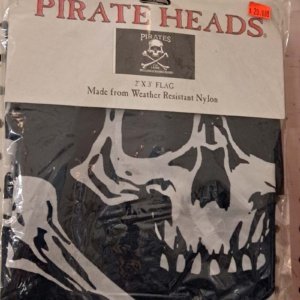 PIRATE HEADS
PIRATES
2' X 3' FLAG
Made from Weather Resistant Nylon